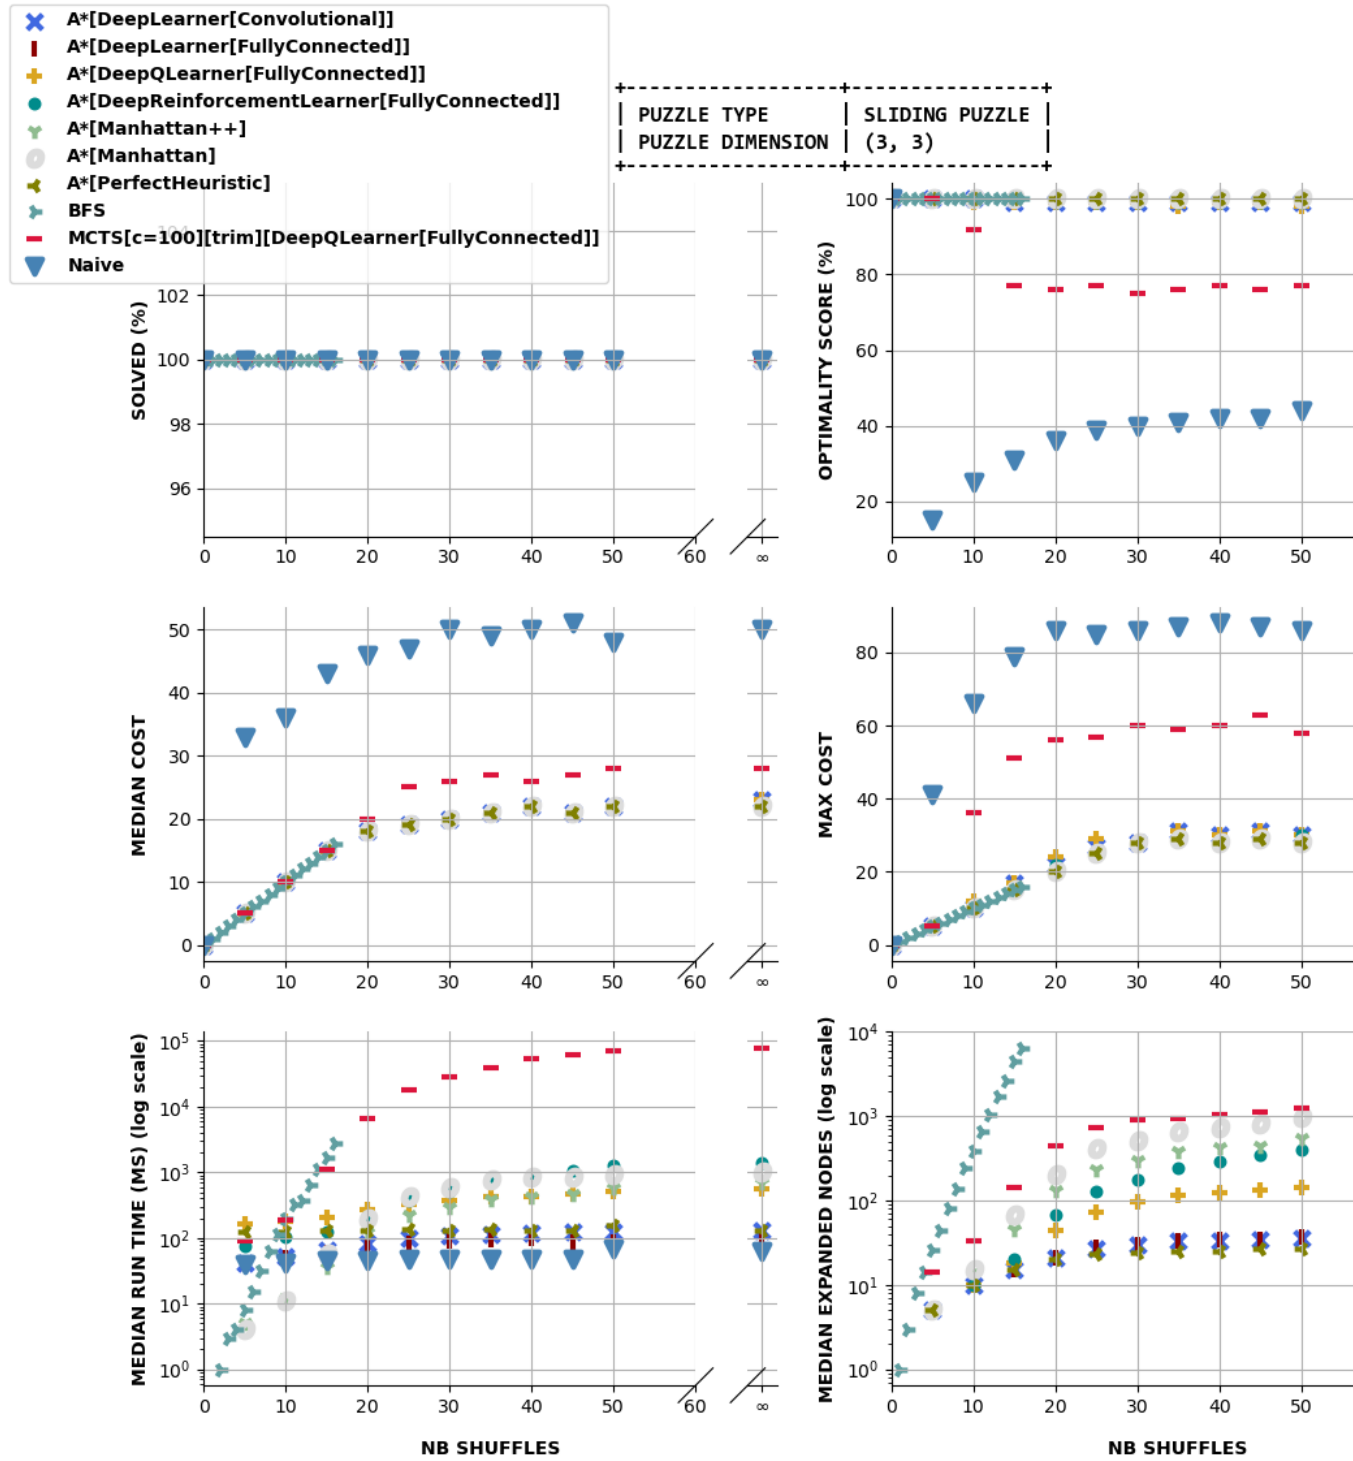 A*[DeepLearner[Convolutional]]
A*[DeepLearner[FullyConnected]]
A*[DeepQLearner[FullyConnected]]
A*[DeepReinforcementLearner[FullyConnected]]
A*[Manhattan++]
A*[Manhattan]
A*[PerfectHeuristic]
BFS
MCTS[c=100][trim][DeepQLearner[FullyConnected]]
Naive
+------------------+-----------------+
| PUZZLE TYPE | SLIDING PUZZLE |
| PUZZLE DIMENSION | (3, 3) |
+------------------+-----------------+
SOLVED (%)
104
102
100
98
96
0 10 20 30 40 50 60 ∞
OPTIMALITY SCORE (%)
100
80
60
40
20
0 10 20 30 40 50
MEDIAN COST
50
40
30
20
10
0
0 10 20 30 40 50 60 ∞
MAX COST
80
60
40
20
0
0 10 20 30 40 50
MEDIAN RUN TIME (MS) (log scale)
10⁵
10⁴
10³
10²
10¹
10⁰
0 10 20 30 40 50 60 ∞
NB SHUFFLES
MEDIAN EXPANDED NODES (log scale)
10⁴
10³
10²
10¹
10⁰
0 10 20 30 40 50
NB SHUFFLES